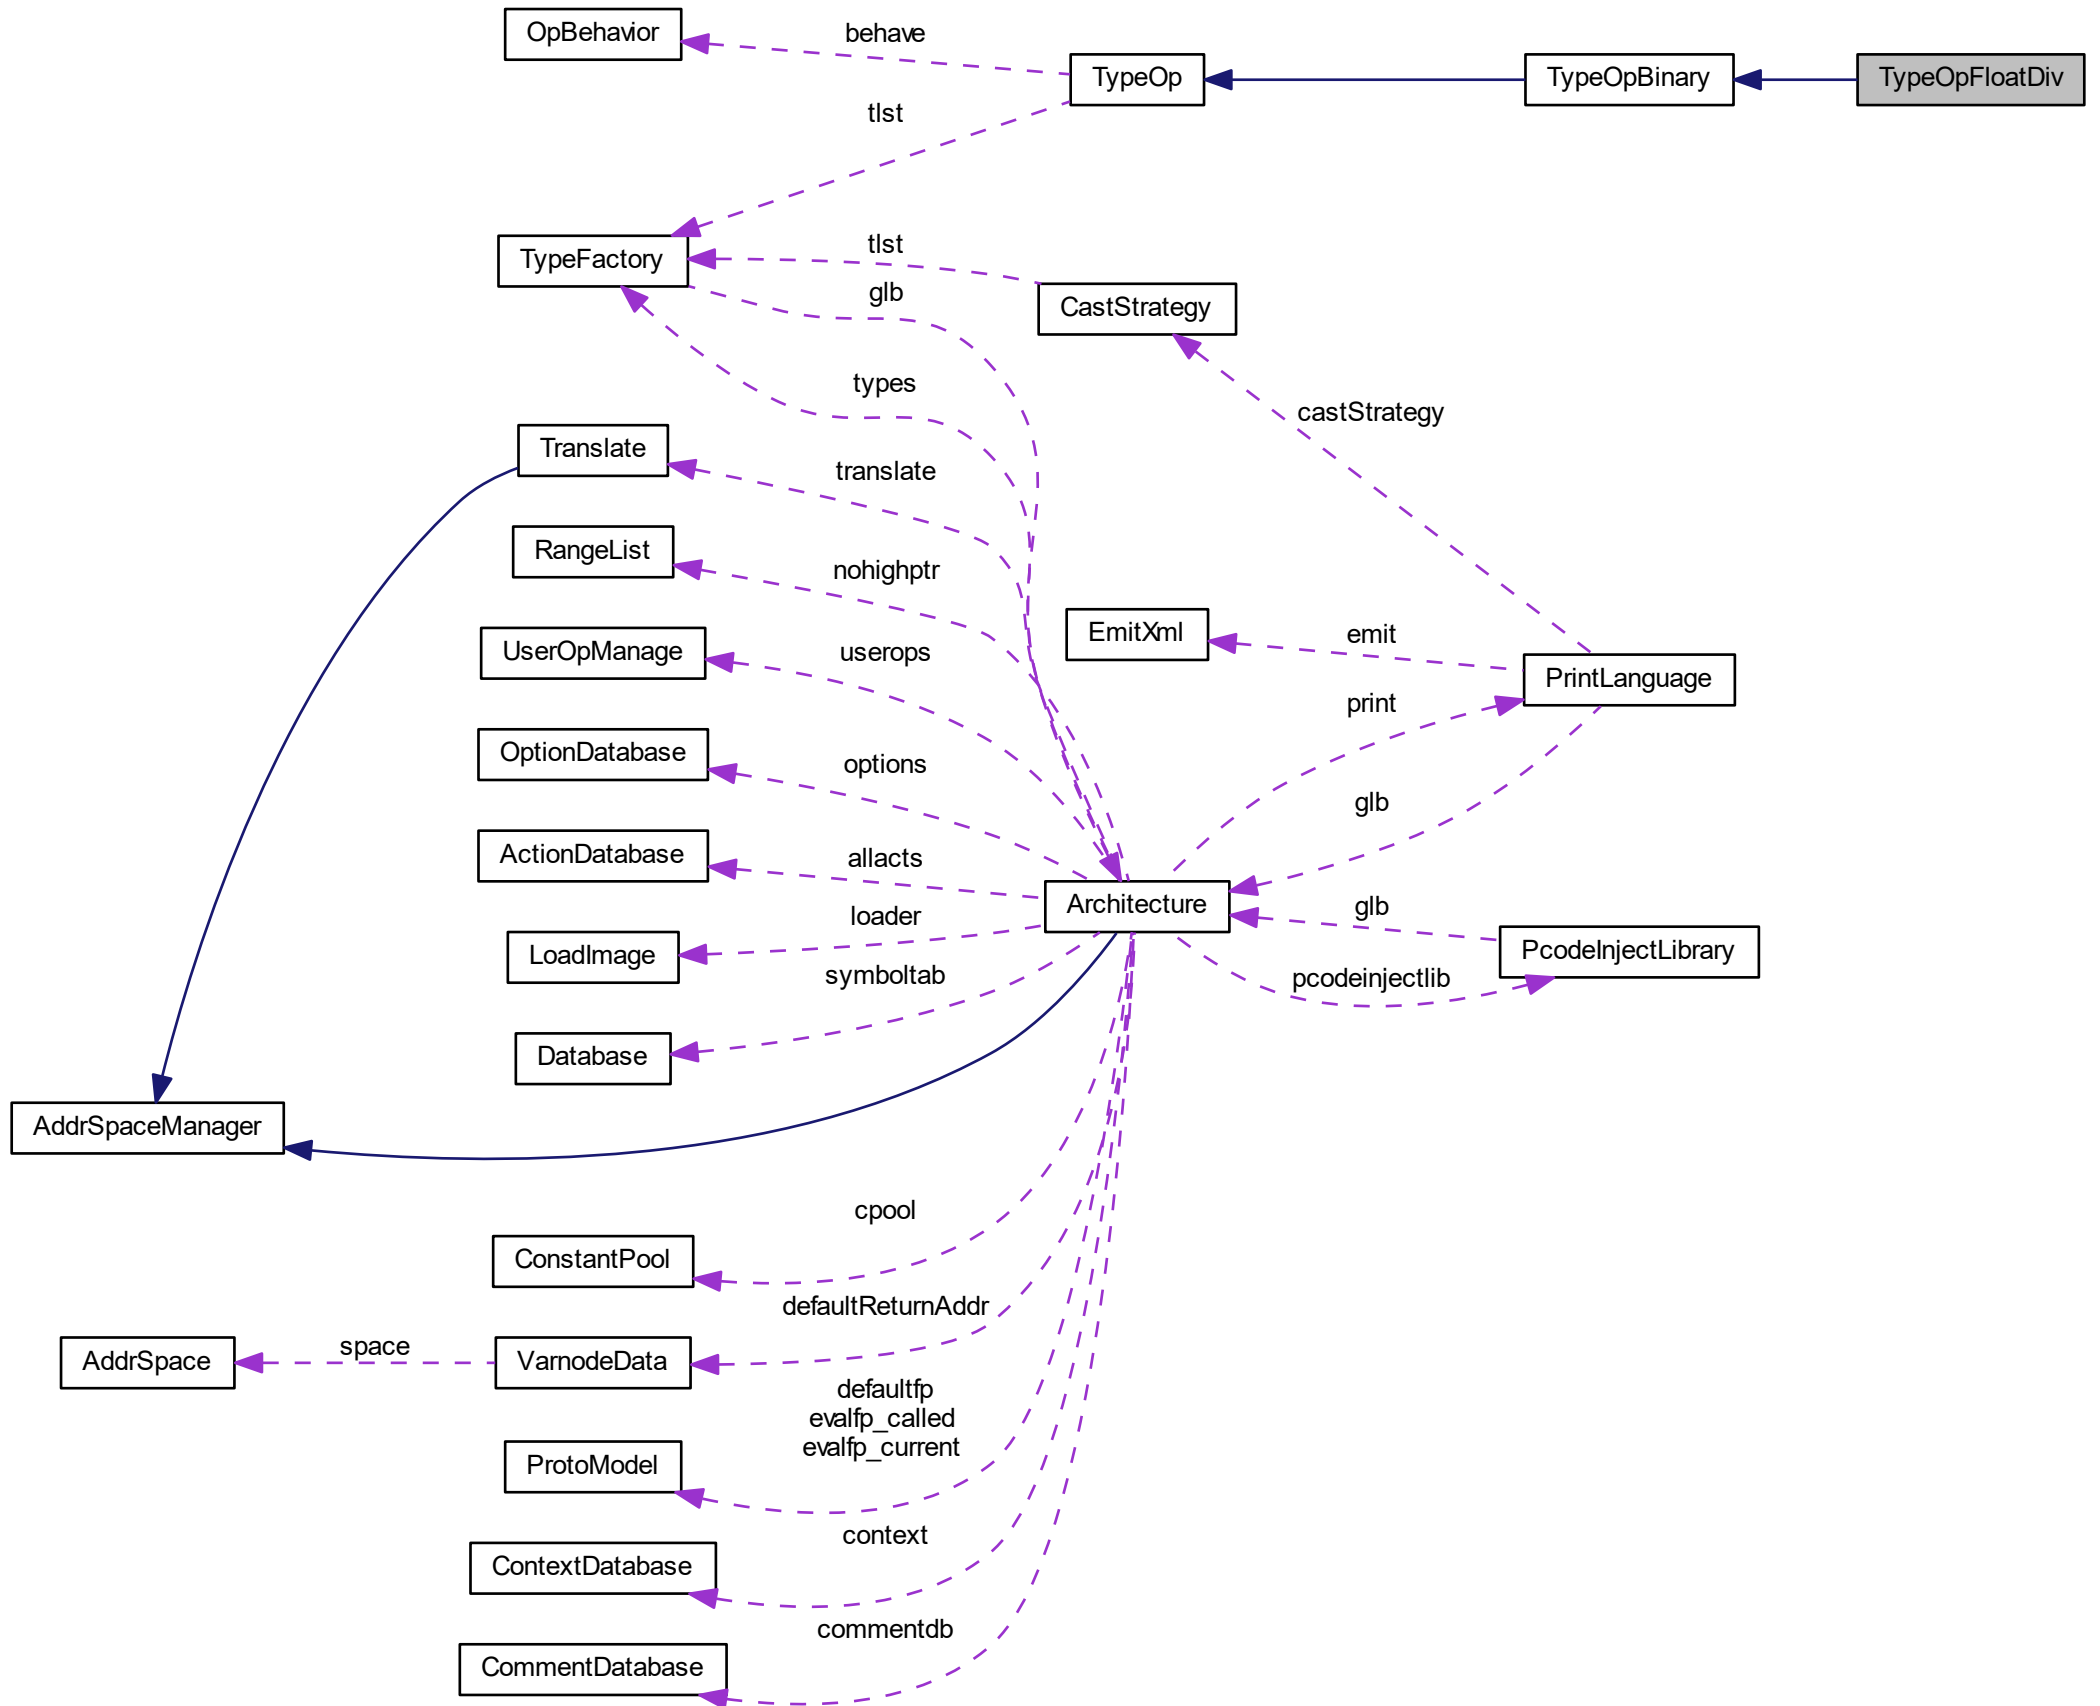 OpBehavior
behave
TypeOp
TypeOpBinary
TypeOpFloatDiv
tlst
TypeFactory
tlst
glb
CastStrategy
types
castStrategy
Translate
translate
RangeList
nohighptr
EmitXml
emit
UserOpManage
userops
PrintLanguage
print
OptionDatabase
options
glb
ActionDatabase
allacts
Architecture
glb
LoadImage
loader
PcodeInjectLibrary
symboltab
pcodeinjectlib
Database
AddrSpaceManager
cpool
ConstantPool
defaultReturnAddr
AddrSpace
space
VarnodeData
defaultfp
evalfp_called
evalfp_current
ProtoModel
context
ContextDatabase
commentdb
CommentDatabase